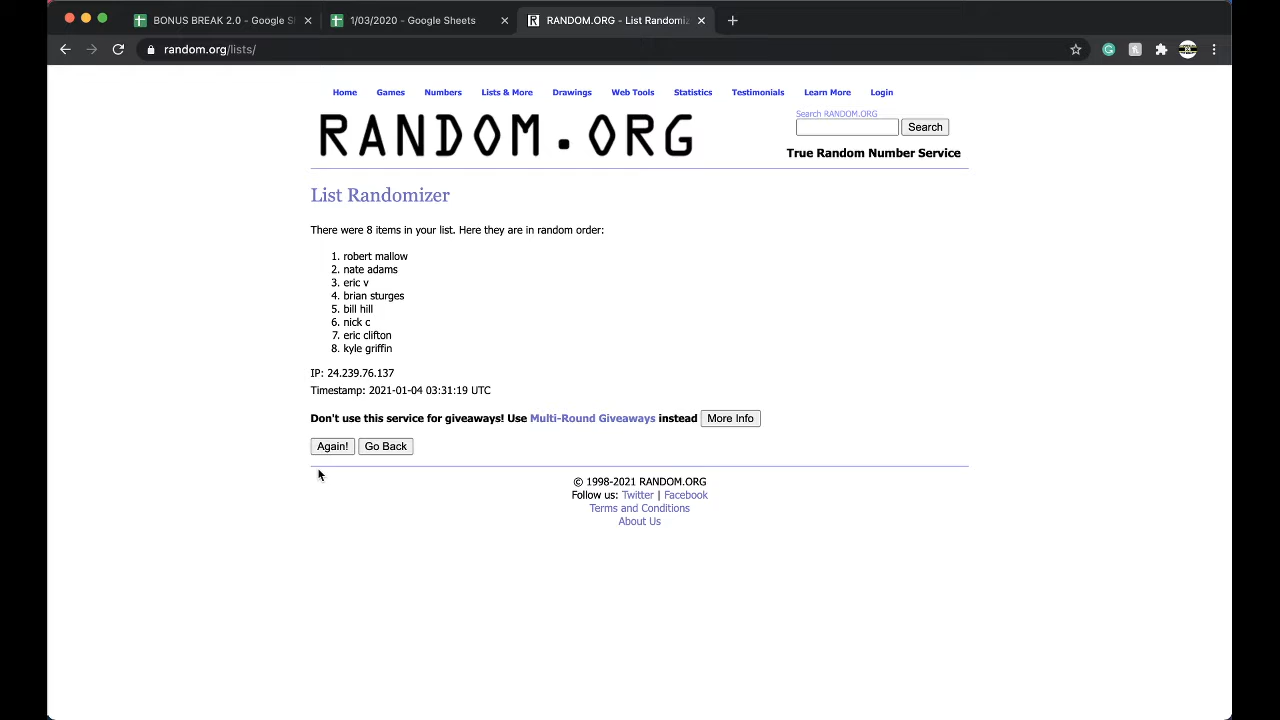 BONUS BREAK 2.0 - Google S
1/03/2020 - Google Sheets
RANDOM.ORG - List Randomiz
random.org/lists/
Home Games Numbers Lists & More Drawings Web Tools Statistics Testimonials Learn More Login
RANDOM.ORG
Search RANDOM.ORG
Search
True Random Number Service
List Randomizer
There were 8 items in your list. Here they are in random order:
1. robert mallow
2. nate adams
3. eric v
4. brian sturges
5. bill hill
6. nick c
7. eric clifton
8. kyle griffin
IP: 24.239.76.137
Timestamp: 2021-01-04 03:31:19 UTC
Don't use this service for giveaways! Use Multi-Round Giveaways instead More Info
Again! Go Back
© 1998-2021 RANDOM.ORG
Follow us: Twitter | Facebook
Terms and Conditions
About Us